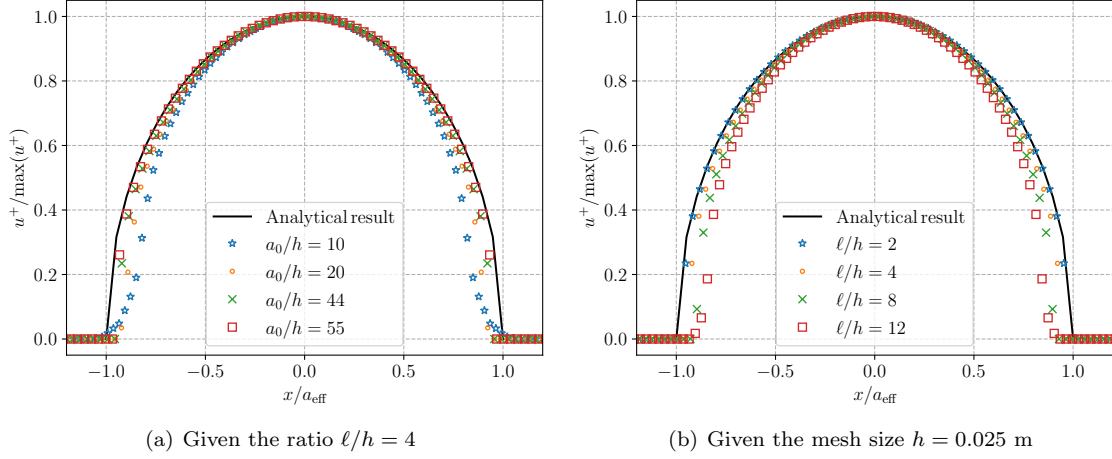 1.0
0.8
0.6
0.4
0.2
0.0
u⁺/max(u⁺)
Analytical result
a₀/h = 10
a₀/h = 20
a₀/h = 44
a₀/h = 55
−1.0 −0.5 0.0 0.5 1.0
x/a_eff
(a) Given the ratio ℓ/h = 4
1.0
0.8
0.6
0.4
0.2
0.0
u⁺/max(u⁺)
Analytical result
ℓ/h = 2
ℓ/h = 4
ℓ/h = 8
ℓ/h = 12
−1.0 −0.5 0.0 0.5 1.0
x/a_eff
(b) Given the mesh size h = 0.025 m